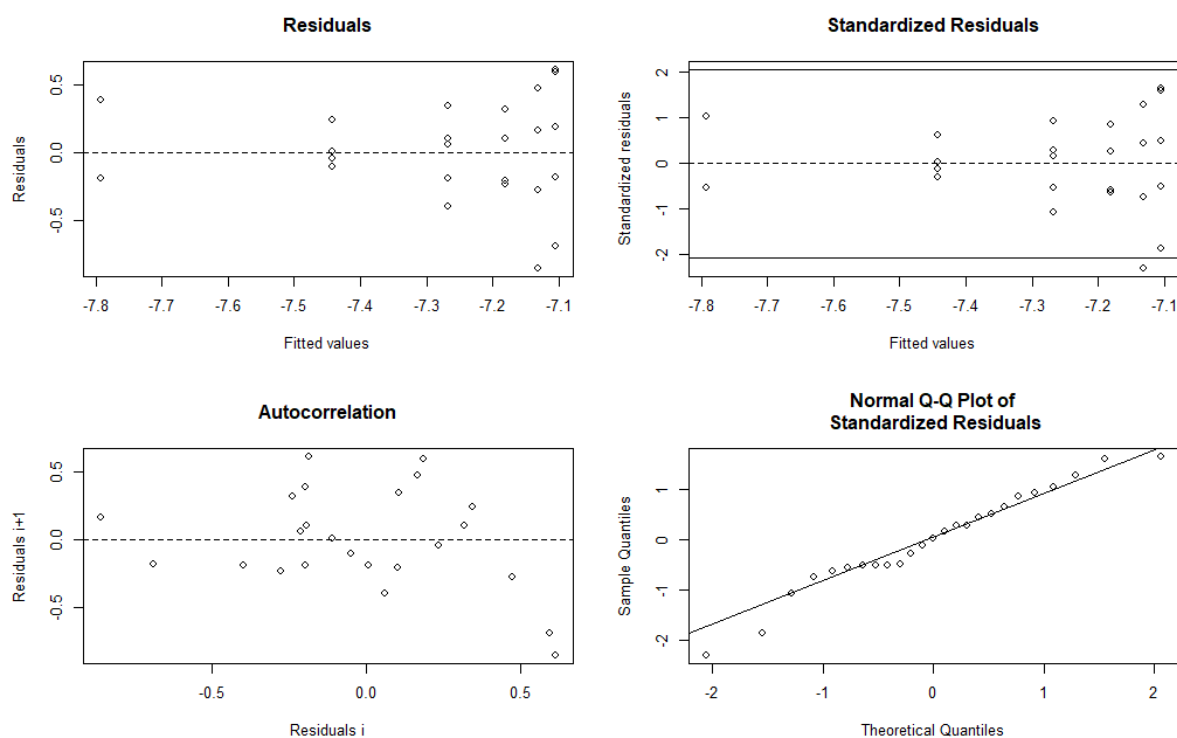 Residuals
Residuals
0.5
0.0
-0.5
-7.8 -7.7 -7.6 -7.5 -7.4 -7.3 -7.2 -7.1
Fitted values
Standardized Residuals
Standardized residuals
2
1
0
-1
-2
-7.8 -7.7 -7.6 -7.5 -7.4 -7.3 -7.2 -7.1
Fitted values
Autocorrelation
Residuals i+1
0.5
0.0
-0.5
-0.5 0.0 0.5
Residuals i
Normal Q-Q Plot of
Standardized Residuals
Sample Quantiles
1
0
-1
-2
-2 -1 0 1 2
Theoretical Quantiles